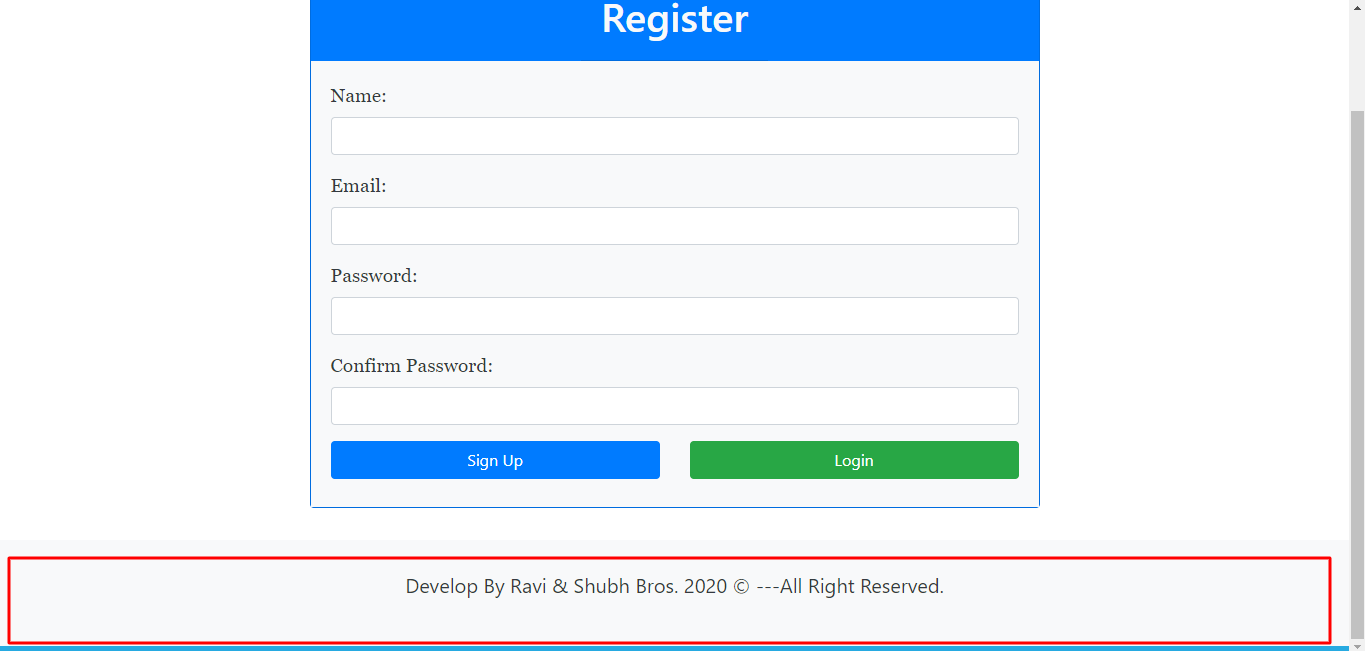 Register
Name:
Email:
Password:
Confirm Password:
Sign Up Login
Develop By Ravi & Shubh Bros. 2020 © ---All Right Reserved.